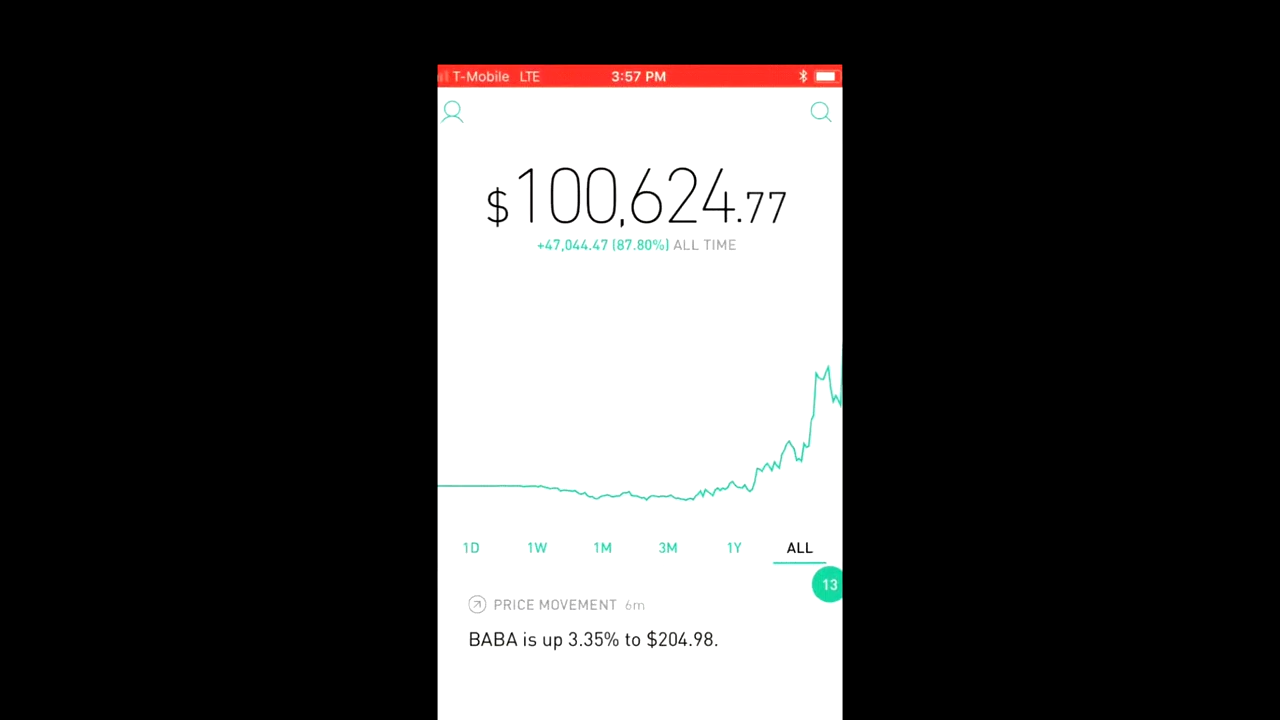 T-Mobile LTE 3:57 PM
$100,624.77
+47,044.47 (87.80%) ALL TIME
1D 1W 1M 3M 1Y ALL
13
PRICE MOVEMENT 6m
BABA is up 3.35% to $204.98.